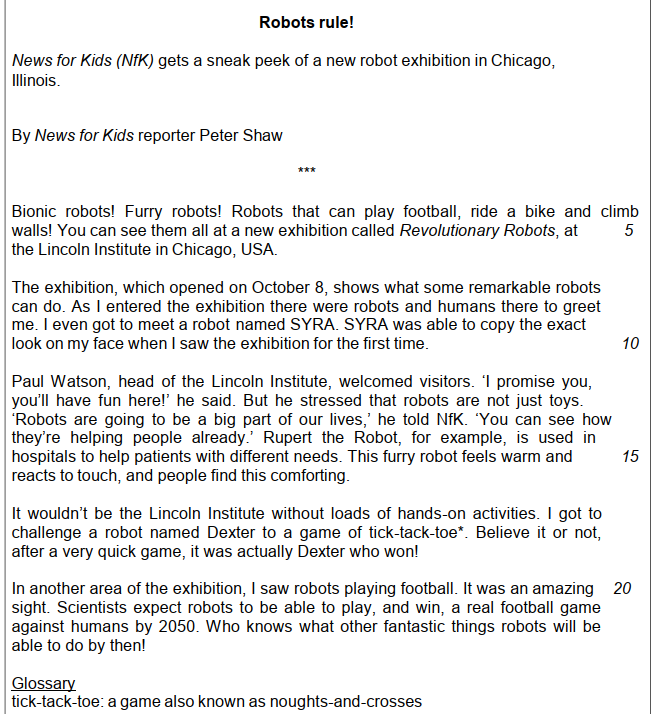 Robots rule!
News for Kids (NfK) gets a sneak peek of a new robot exhibition in Chicago,
Illinois.
By News for Kids reporter Peter Shaw
***
Bionic robots! Furry robots! Robots that can play football, ride a bike and climb
walls! You can see them all at a new exhibition called Revolutionary Robots, at 5
the Lincoln Institute in Chicago, USA.
The exhibition, which opened on October 8, shows what some remarkable robots
can do. As I entered the exhibition there were robots and humans there to greet
me. I even got to meet a robot named SYRA. SYRA was able to copy the exact
look on my face when I saw the exhibition for the first time. 10
Paul Watson, head of the Lincoln Institute, welcomed visitors. ‘I promise you,
you’ll have fun here!’ he said. But he stressed that robots are not just toys.
‘Robots are going to be a big part of our lives,’ he told NfK. ‘You can see how
they’re helping people already.’ Rupert the Robot, for example, is used in
hospitals to help patients with different needs. This furry robot feels warm and 15
reacts to touch, and people find this comforting.
It wouldn’t be the Lincoln Institute without loads of hands-on activities. I got to
challenge a robot named Dexter to a game of tick-tack-toe*. Believe it or not,
after a very quick game, it was actually Dexter who won!
In another area of the exhibition, I saw robots playing football. It was an amazing 20
sight. Scientists expect robots to be able to play, and win, a real football game
against humans by 2050. Who knows what other fantastic things robots will be
able to do by then!
Glossary
tick-tack-toe: a game also known as noughts-and-crosses